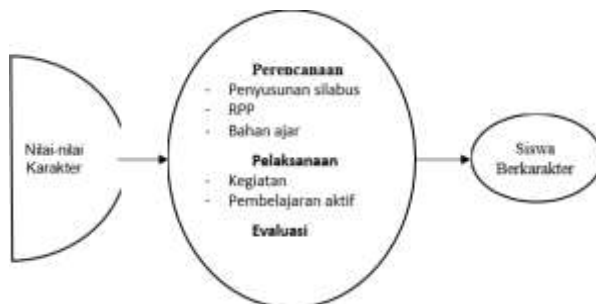 Nilai-nilai
Karakter
Perencanaan
- Penyusunan silabus
- RPP
- Bahan ajar
Pelaksanaan
- Kegiatan
- Pembelajaran aktif
Evaluasi
Siswa
Berkarakter